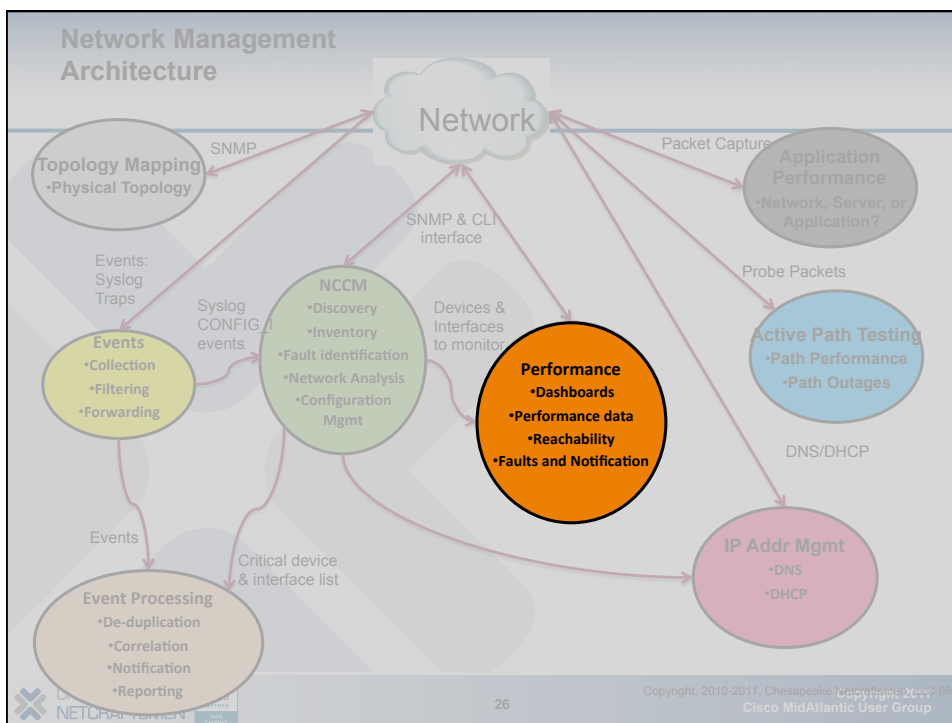 Network Management
Architecture
Network
SNMP
Topology Mapping
•Physical Topology
Packet Capture
Application
Performance
•Network, Server, or
Application?
SNMP & CLI
interface
Events:
Syslog
Traps
Syslog
CONFIG_I
events
NCCM
•Discovery
•Inventory
•Fault identification
•Network Analysis
•Configuration
Mgmt
Devices &
Interfaces
to monitor
Probe Packets
Active Path Testing
•Path Performance
•Path Outages
Events
•Collection
•Filtering
•Forwarding
Performance
•Dashboards
•Performance data
•Reachability
•Faults and Notification
DNS/DHCP
IP Addr Mgmt
•DNS
•DHCP
Events
Critical device
& interface list
Event Processing
•De-duplication
•Correlation
•Notification
•Reporting
NETCRAFTSMEN
26
Copyright, 2010-2011, Chesapeake
Copyright 2011
Cisco MidAtlantic User Group